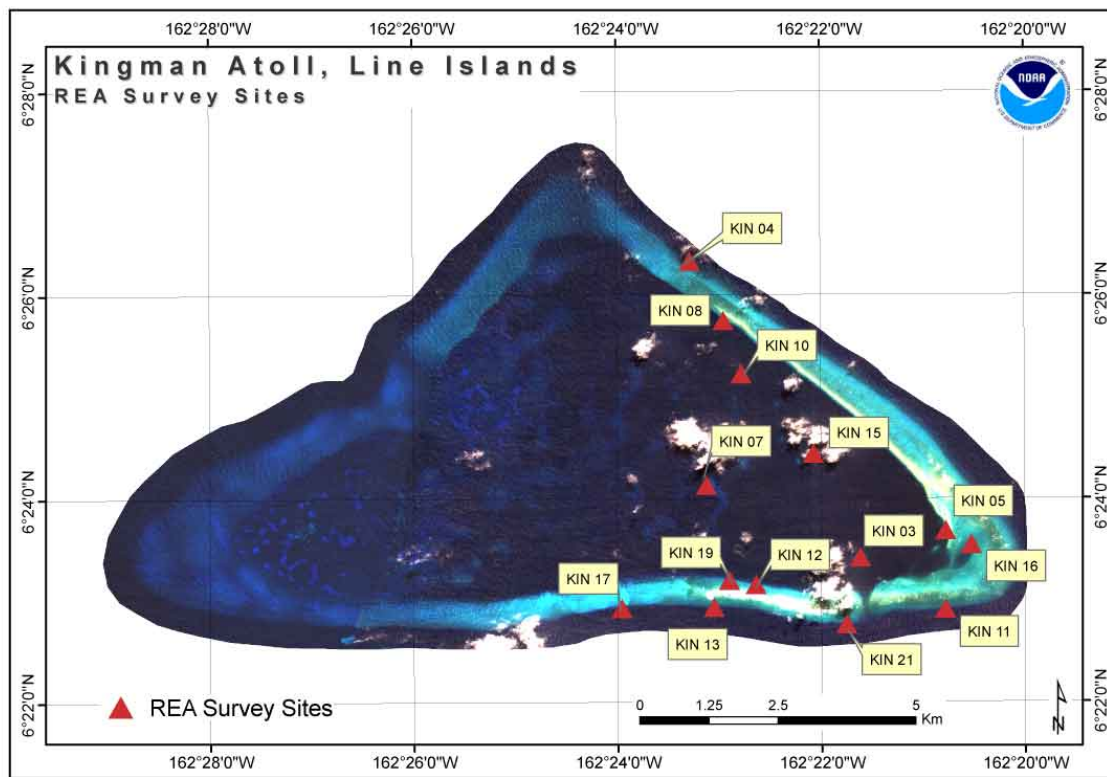 162°28'0"W 162°26'0"W 162°24'0"W 162°22'0"W 162°20'0"W
Kingman Atoll, Line Islands
REA Survey Sites
NOAA
6°28'0"N 6°28'0"N
KIN 04
6°26'0"N 6°26'0"N
KIN 08
KIN 10
KIN 15
KIN 07
6°24'0"N 6°24'0"N
KIN 05
KIN 03
KIN 19 KIN 12
KIN 16
KIN 17
KIN 13
KIN 11
KIN 21
6°22'0"N 6°22'0"N
REA Survey Sites
0 1.25 2.5 5
Km
N
162°28'0"W 162°26'0"W 162°24'0"W 162°22'0"W 162°20'0"W